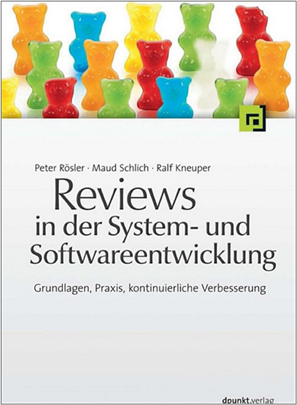 Peter Rösler · Maud Schlich · Ralf Kneuper
Reviews
in der System- und
Softwareentwicklung
Grundlagen, Praxis, kontinuierliche Verbesserung
dpunkt.verlag